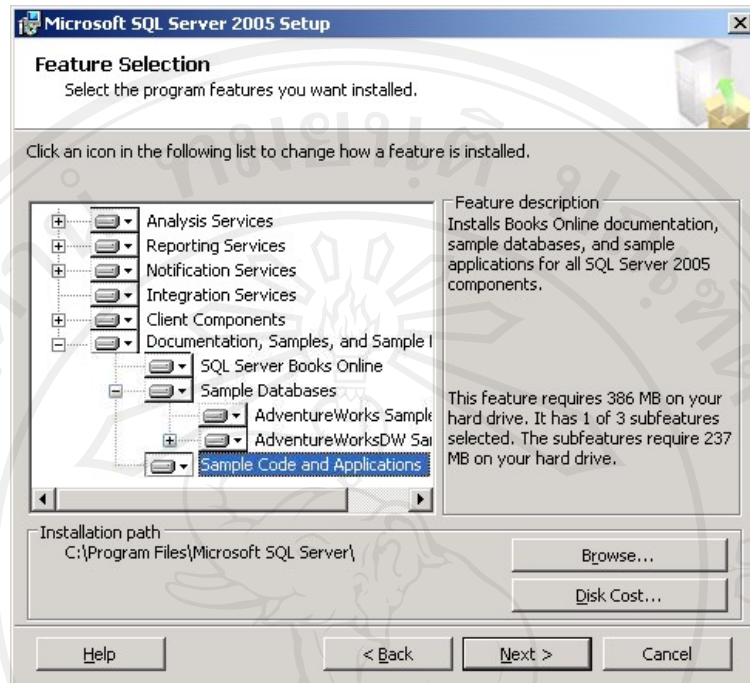 Microsoft SQL Server 2005 Setup
Feature Selection
Select the program features you want installed.
Click an icon in the following list to change how a feature is installed.
Analysis Services
Reporting Services
Notification Services
Integration Services
Client Components
Documentation, Samples, and Sample
SQL Server Books Online
Sample Databases
AdventureWorks Sample
AdventureWorksDW Sa
Sample Code and Applications
Feature description
Installs Books Online documentation,
sample databases, and sample
applications for all SQL Server 2005
components.
This feature requires 386 MB on your
hard drive. It has 1 of 3 subfeatures
selected. The subfeatures require 237
MB on your hard drive.
Installation path
C:\Program Files\Microsoft SQL Server\
Browse...
Disk Cost...
Help
< Back
Next >
Cancel